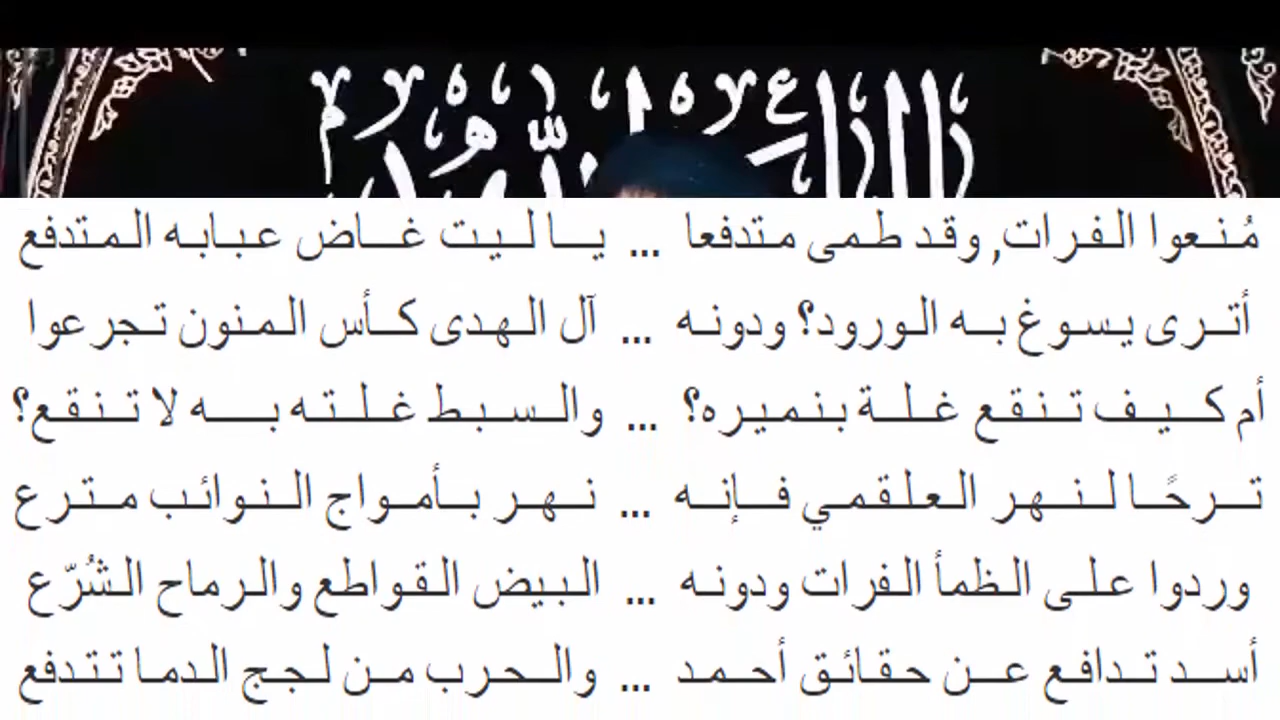 مُنعوا الفرات, وقد طمى متدفعا ... يا ليت غاض عبابه المتدفع
أترى يسوغ به الورود؟ ودونه ... آل الهدى كأس المنون تجرعوا
أم كيف تنقع غلة بنميره؟ ... والسبط غلته به لا تنقع؟
ترحًا لنهر العلقمي فإنه ... نهر بأمواج النوائب مترع
وردوا على الظمأ الفرات ودونه ... البيض القواطع والرماح الشُرّع
أسد تدافع عن حقائق أحمد ... والحرب من لجج الدما تتدفع